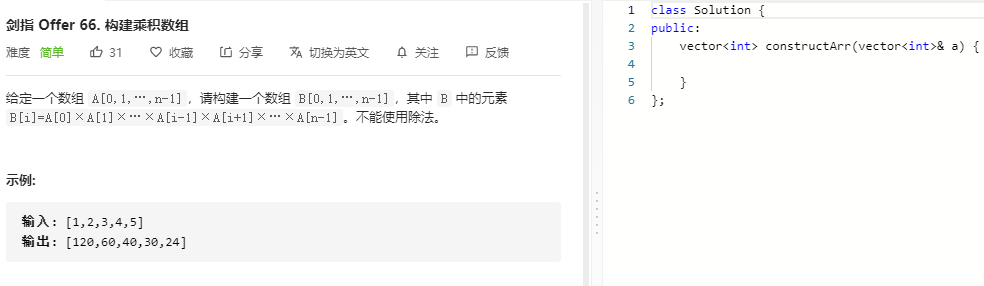 剑指 Offer 66. 构建乘积数组
难度 简单 31 收藏 分享 切换为英文 关注 反馈
给定一个数组 A[0,1,…,n-1]，请构建一个数组 B[0,1,…,n-1]，其中 B 中的元素
B[i]=A[0]×A[1]×…×A[i-1]×A[i+1]×…×A[n-1]。不能使用除法。
示例:
输入: [1,2,3,4,5]
输出: [120,60,40,30,24]
1 class Solution {
2 public:
3 vector<int> constructArr(vector<int>& a) {
4
5 }
6 };